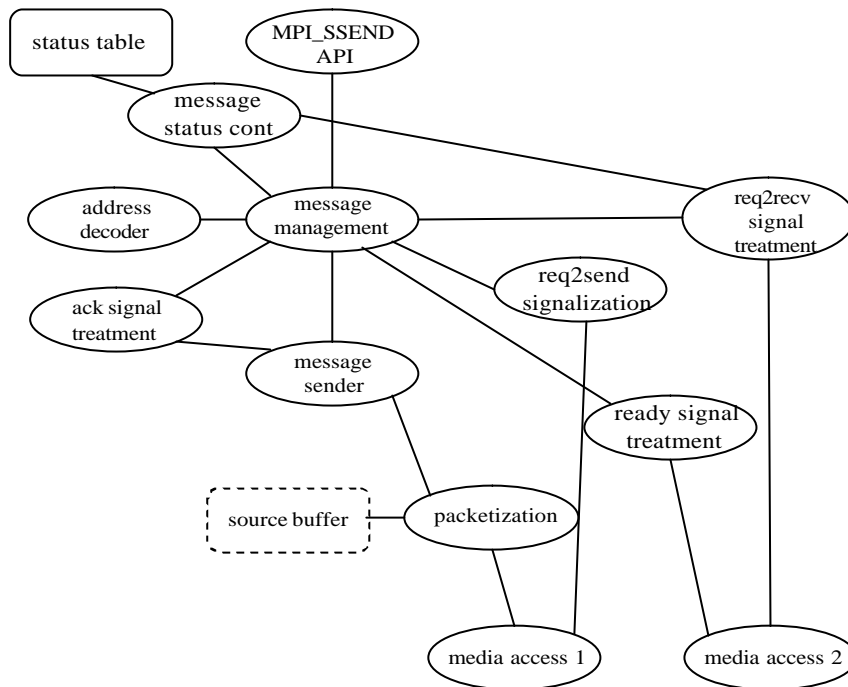 status table
MPI_SSEND
API
message
status cont
address
decoder
message
management
req2recv
signal
treatment
req2send
signalization
ack signal
treatment
message
sender
ready signal
treatment
source buffer
packetization
media access 1
media access 2